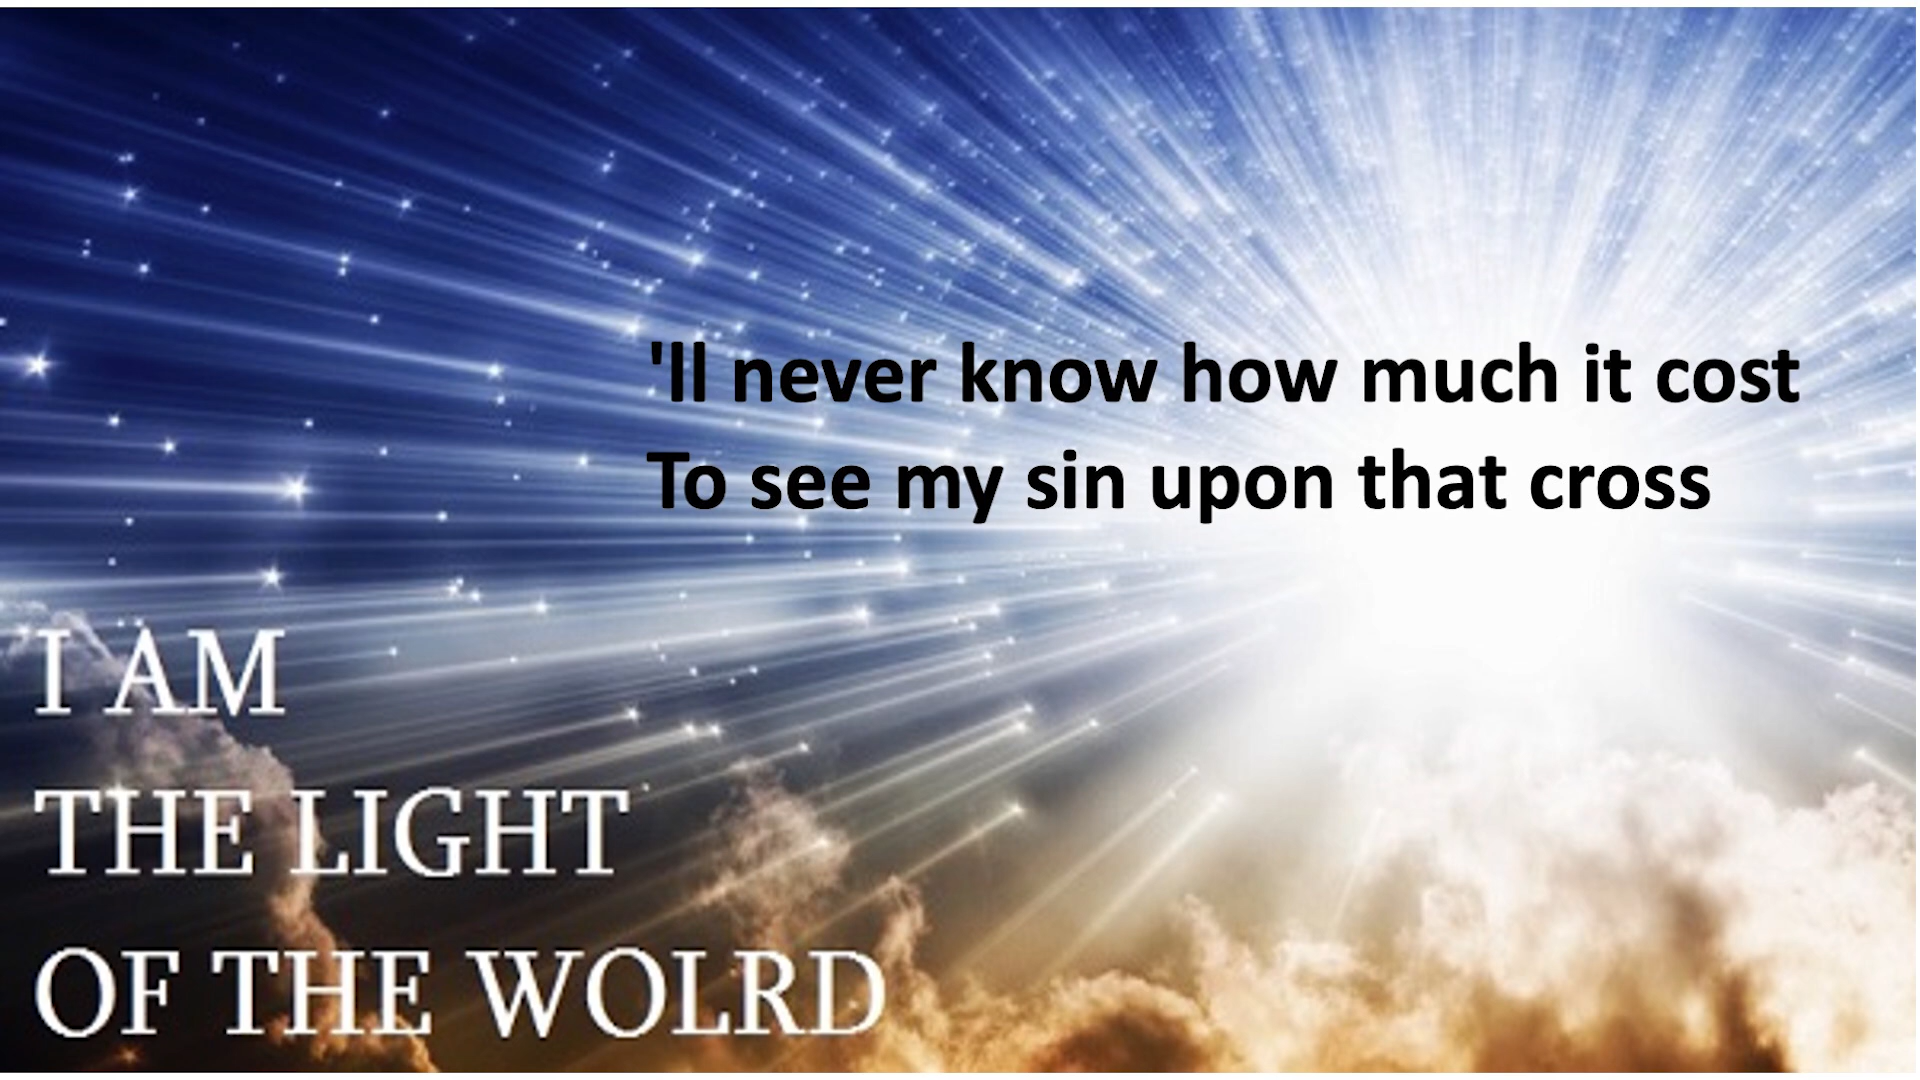 'll never know how much it cost
To see my sin upon that cross
I AM
THE LIGHT
OF THE WOLRD